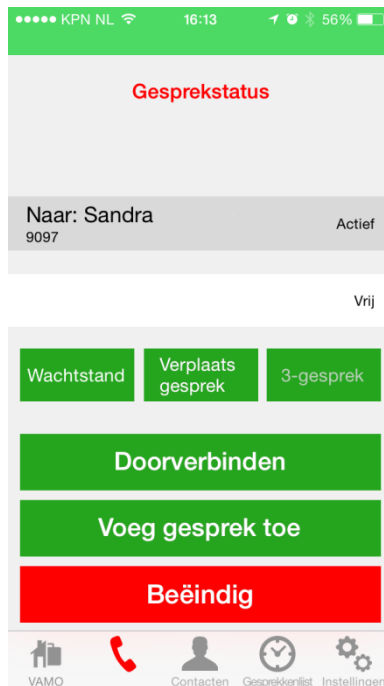 KPN NL 16:13 56%
Gesprekstatus
Naar: Sandra
9097
Actief
Vrij
Wachtstand
Verplaats
gesprek
3-gesprek
Doorverbinden
Voeg gesprek toe
Beëindig
VAMO Contacten Gesprekkenlijst Instellingen